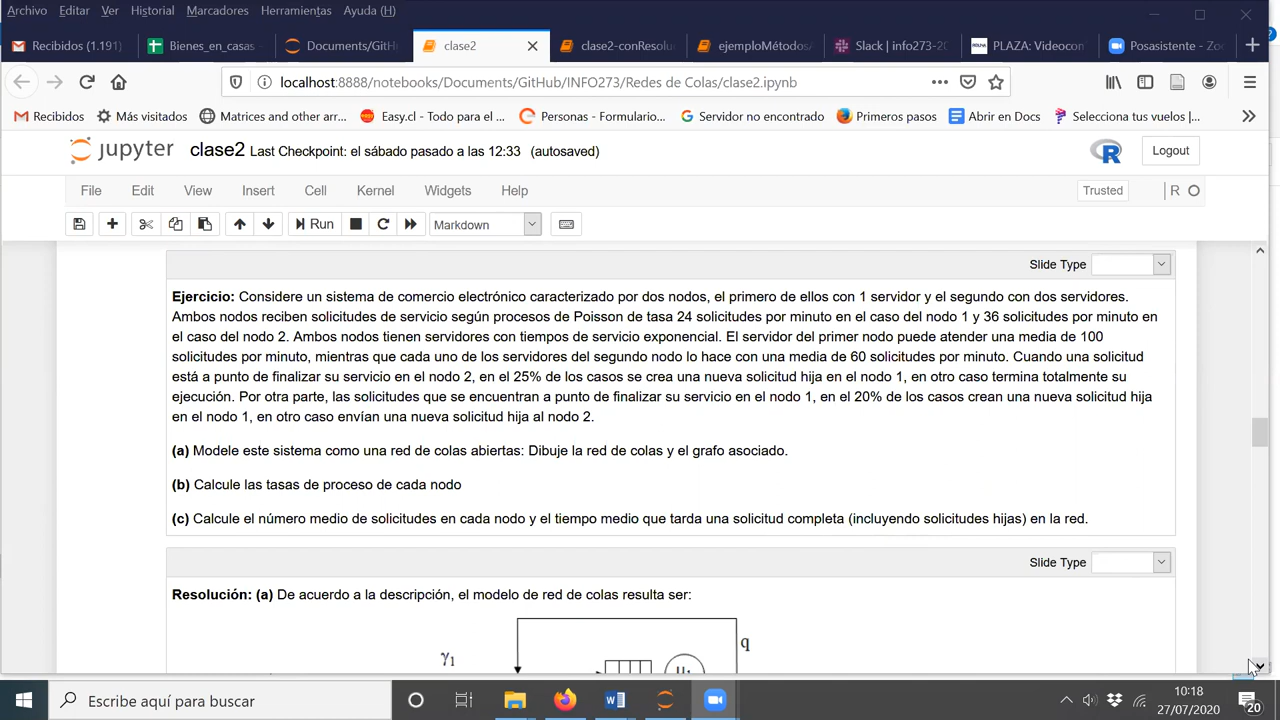 Archivo Editar Ver Historial Marcadores Herramientas Ayuda (H)
Recibidos (1.191) Bienes_en_casas Documents/GitH clase2 clase2-conResolu ejemploMétodos/ Slack | info273-20 PLAZA: Videocon Posasistente - Zoo
localhost:8888/notebooks/Documents/GitHub/INFO273/Redes de Colas/clase2.ipynb
Recibidos Más visitados Matrices and other arr... Easy.cl - Todo para el ... Personas - Formulario... Servidor no encontrado Primeros pasos Abrir en Docs Selecciona tus vuelos |...
jupyter clase2 Last Checkpoint: el sábado pasado a las 12:33 (autosaved) R Logout
File Edit View Insert Cell Kernel Widgets Help Trusted R
Run Markdown
Slide Type
Ejercicio: Considere un sistema de comercio electrónico caracterizado por dos nodos, el primero de ellos con 1 servidor y el segundo con dos servidores.
Ambos nodos reciben solicitudes de servicio según procesos de Poisson de tasa 24 solicitudes por minuto en el caso del nodo 1 y 36 solicitudes por minuto en
el caso del nodo 2. Ambos nodos tienen servidores con tiempos de servicio exponencial. El servidor del primer nodo puede atender una media de 100
solicitudes por minuto, mientras que cada uno de los servidores del segundo nodo lo hace con una media de 60 solicitudes por minuto. Cuando una solicitud
está a punto de finalizar su servicio en el nodo 2, en el 25% de los casos se crea una nueva solicitud hija en el nodo 1, en otro caso termina totalmente su
ejecución. Por otra parte, las solicitudes que se encuentran a punto de finalizar su servicio en el nodo 1, en el 20% de los casos crean una nueva solicitud hija
en el nodo 1, en otro caso envían una nueva solicitud hija al nodo 2.
(a) Modele este sistema como una red de colas abiertas: Dibuje la red de colas y el grafo asociado.
(b) Calcule las tasas de proceso de cada nodo
(c) Calcule el número medio de solicitudes en cada nodo y el tiempo medio que tarda una solicitud completa (incluyendo solicitudes hijas) en la red.
Slide Type
Resolución: (a) De acuerdo a la descripción, el modelo de red de colas resulta ser:
q
γ1
μ1
Escribe aquí para buscar
10:18
27/07/2020
20